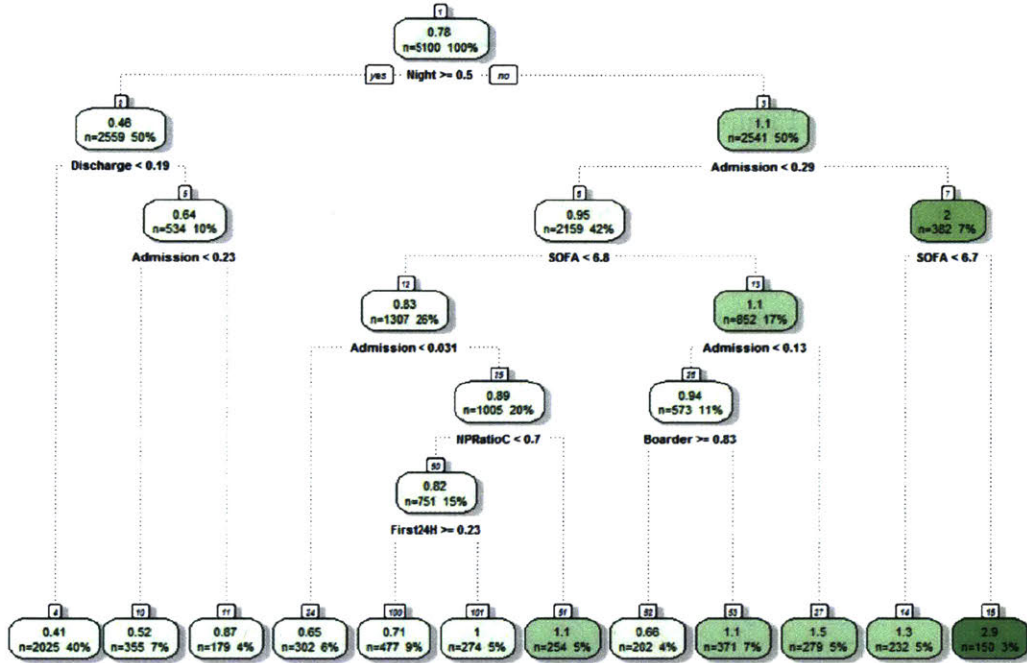 1
0.78
n=5100 100%
yes Night >= 0.5 no
2
0.46
n=2559 50%
3
1.1
n=2541 50%
Discharge < 0.19
Admission < 0.29
5
0.64
n=534 10%
6
0.95
n=2159 42%
7
2
n=382 7%
Admission < 0.23
SOFA < 6.8
SOFA < 6.7
12
0.83
n=1307 26%
13
1.1
n=852 17%
Admission < 0.031
Admission < 0.13
25
0.89
n=1005 20%
26
0.94
n=573 11%
NPRatioC < 0.7
Boarder >= 0.83
50
0.82
n=751 15%
First24H >= 0.23
4
0.41
n=2025 40%
10
0.52
n=355 7%
11
0.87
n=179 4%
24
0.65
n=302 6%
100
0.71
n=477 9%
101
1
n=274 5%
51
1.1
n=254 5%
52
0.66
n=202 4%
53
1.1
n=371 7%
27
1.5
n=279 5%
14
1.3
n=232 5%
15
2.9
n=150 3%